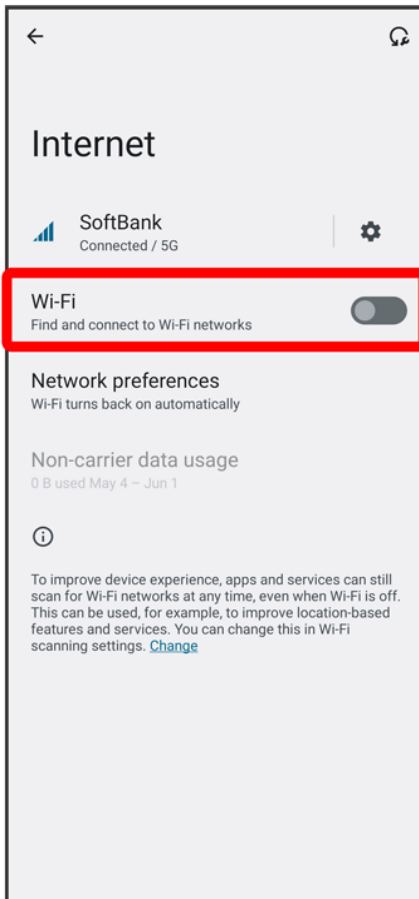 Internet
SoftBank
Connected / 5G
Wi-Fi
Find and connect to Wi-Fi networks
Network preferences
Wi-Fi turns back on automatically
Non-carrier data usage
0 B used May 4 – Jun 1
To improve device experience, apps and services can still
scan for Wi-Fi networks at any time, even when Wi-Fi is off.
This can be used, for example, to improve location-based
features and services. You can change this in Wi-Fi
scanning settings. Change